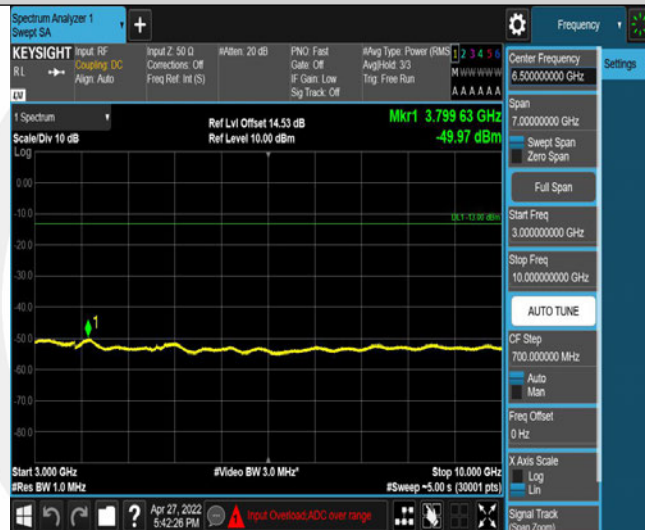 Spectrum Analyzer 1
Swept SA
Frequency
KEYSIGHT
R L
Input: RF
Coupling: DC
Align: Auto
Input Z: 50 Ω
Corrections: Off
Freq Ref: Int (S)
#Atten: 20 dB
PNO: Fast
Gate: Off
IF Gain: Low
Sig Track: Off
#Avg Type: Power (RMS
Avg|Hold: 3/3
Trig: Free Run
1 2 3 4 5 6
M W W W W W
A A A A A A
1 Spectrum
Scale/Div 10 dB
Log
Ref Lvl Offset 14.53 dB
Ref Level 10.00 dBm
Mkr1 3.799 63 GHz
-49.97 dBm
0.00
-10.0
-20.0
-30.0
-40.0
-50.0
-60.0
-70.0
-80.0
DL1 -13.00 dBm
1
Start 3.000 GHz
#Res BW 1.0 MHz
#Video BW 3.0 MHz*
Stop 10.000 GHz
#Sweep ~5.00 s (30001 pts)
Apr 27, 2022
5:42:26 PM
Input Overload;ADC over range
Settings
Center Frequency
6.500000000 GHz
Span
7.00000000 GHz
Swept Span
Zero Span
Full Span
Start Freq
3.000000000 GHz
Stop Freq
10.000000000 GHz
AUTO TUNE
CF Step
700.000000 MHz
Auto
Man
Freq Offset
0 Hz
X Axis Scale
Log
Lin
Signal Track
(Span Zoom)